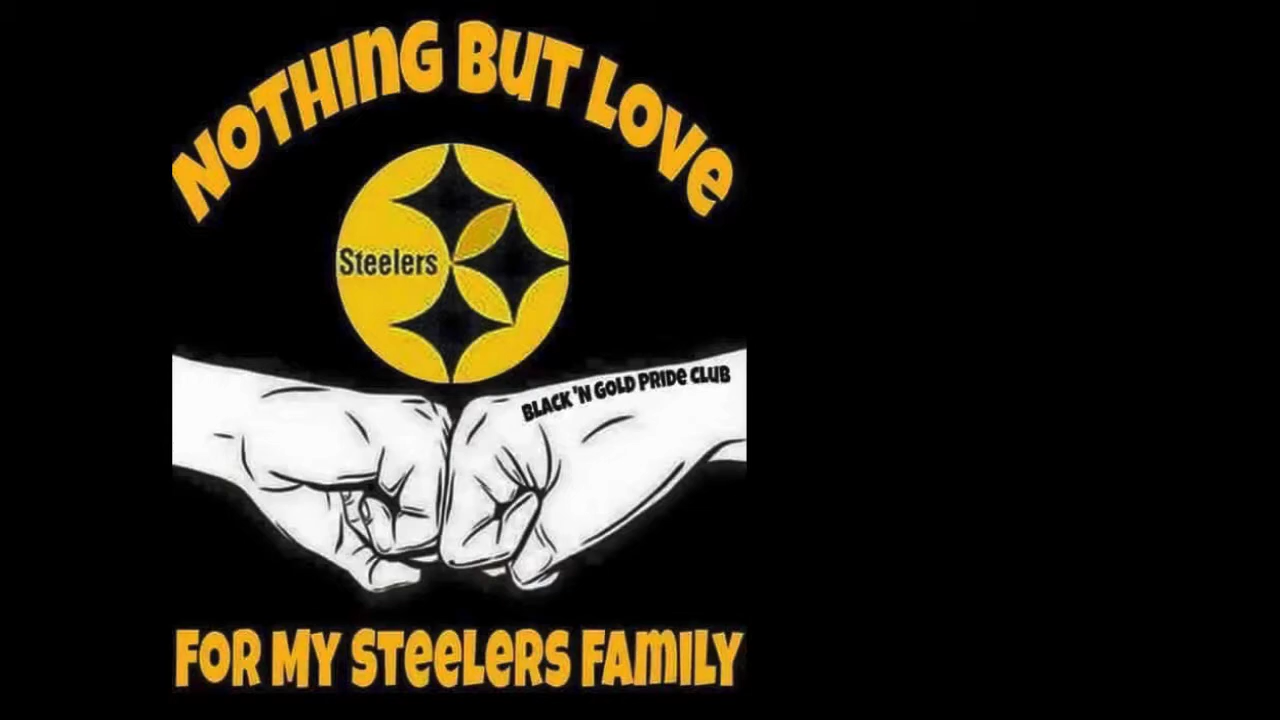 NOTHING BUT LOVE
Steelers
BLACK 'N GOLD PRIDE CLUB
FOR MY STEELERS FAMILY